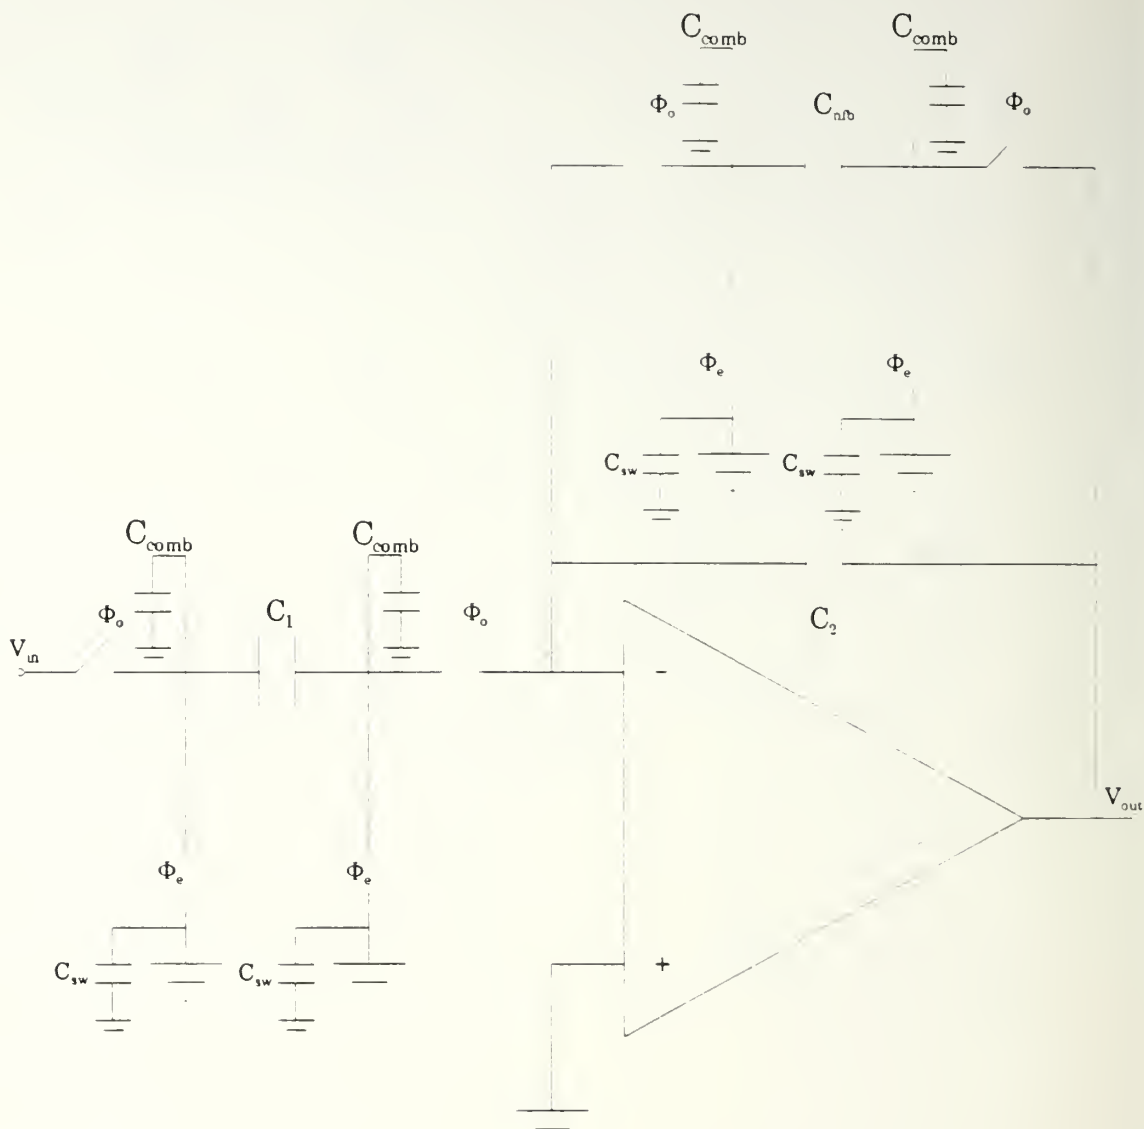 C_comb C_comb
Φ_o C_nfb Φ_o
Φ_e Φ_e
C_sw C_sw
C_comb C_comb
Φ_o C_1 Φ_o C_2
V_in
-
V_out
Φ_e Φ_e
C_sw C_sw +